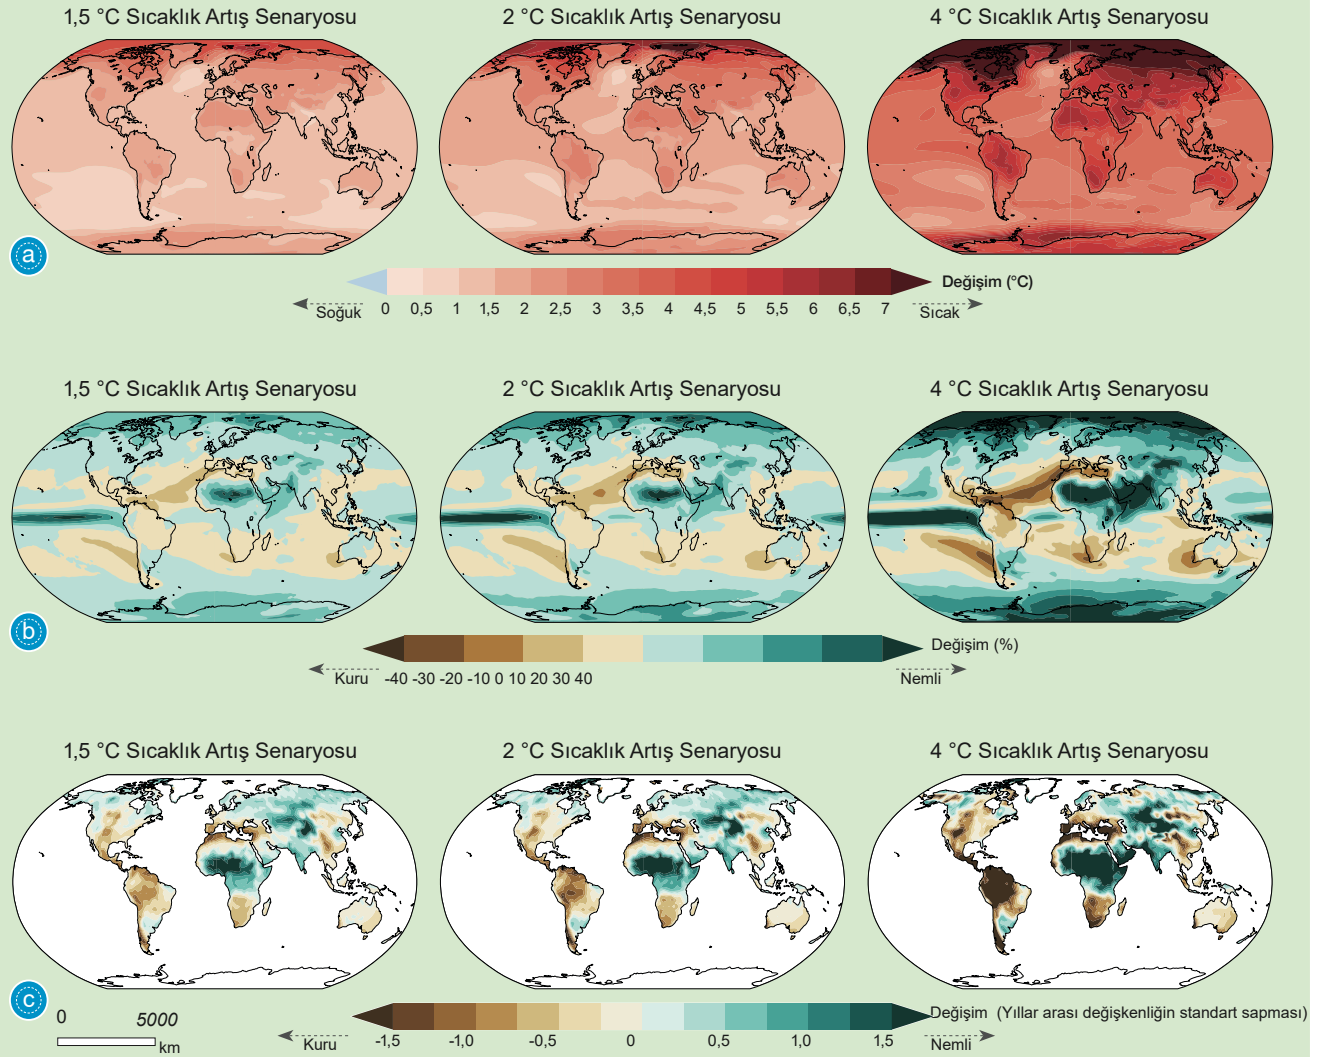 1,5 °C Sıcaklık Artış Senaryosu
2 °C Sıcaklık Artış Senaryosu
4 °C Sıcaklık Artış Senaryosu
a
Değişim (°C)
Soğuk 0 0,5 1 1,5 2 2,5 3 3,5 4 4,5 5 5,5 6 6,5 7 Sıcak
1,5 °C Sıcaklık Artış Senaryosu
2 °C Sıcaklık Artış Senaryosu
4 °C Sıcaklık Artış Senaryosu
b
Değişim (%)
Kuru -40 -30 -20 -10 0 10 20 30 40 Nemli
1,5 °C Sıcaklık Artış Senaryosu
2 °C Sıcaklık Artış Senaryosu
4 °C Sıcaklık Artış Senaryosu
c
0 5000
km
Değişim (Yıllar arası değişkenliğin standart sapması)
Kuru -1,5 -1,0 -0,5 0 0,5 1,0 1,5 Nemli